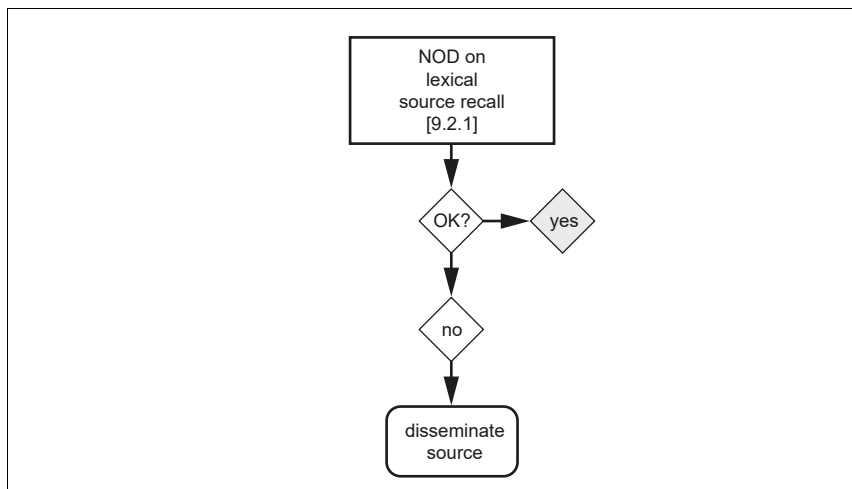 NOD on
lexical
source recall
[9.2.1]
OK?
yes
no
disseminate
source